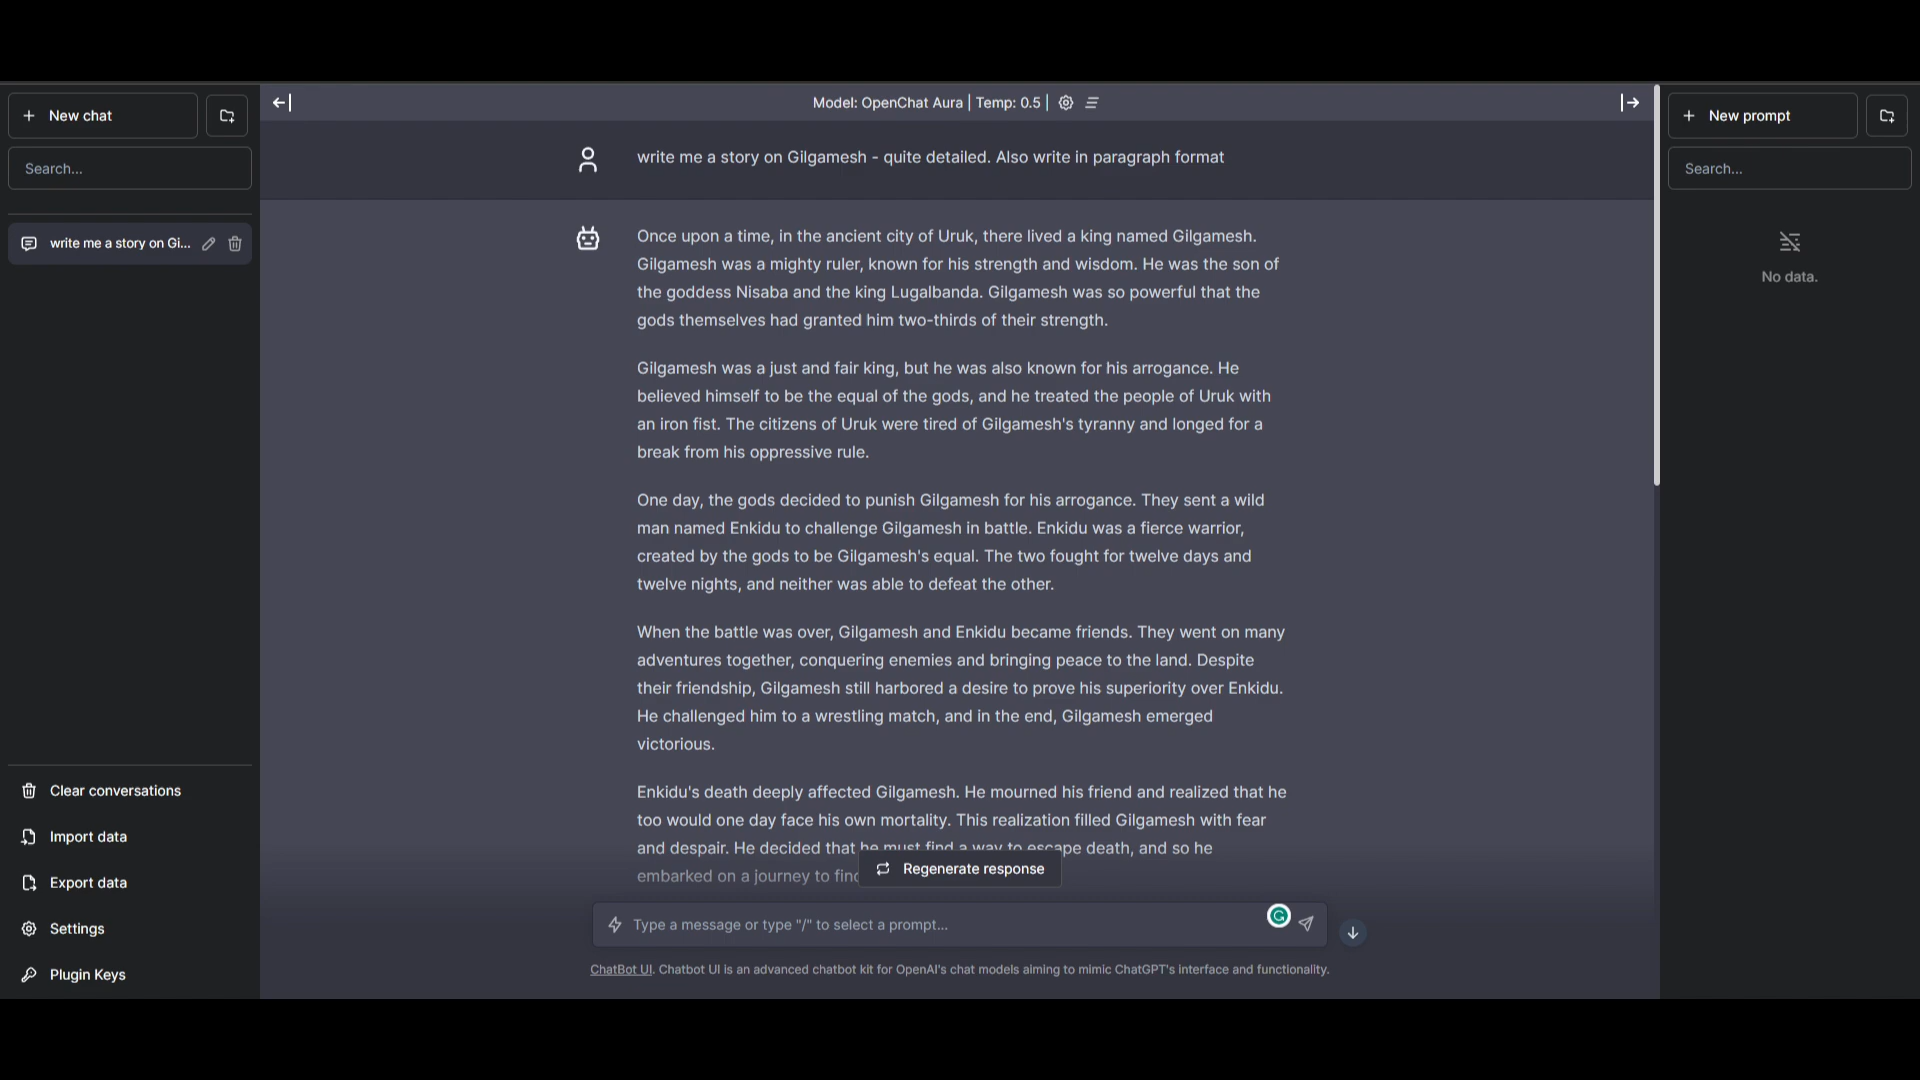 New chat
Search...
write me a story on Gi...
Clear conversations
Import data
Export data
Settings
Plugin Keys
Model: OpenChat Aura | Temp: 0.5 |
write me a story on Gilgamesh - quite detailed. Also write in paragraph format
Once upon a time, in the ancient city of Uruk, there lived a king named Gilgamesh.
Gilgamesh was a mighty ruler, known for his strength and wisdom. He was the son of
the goddess Nisaba and the king Lugalbanda. Gilgamesh was so powerful that the
gods themselves had granted him two-thirds of their strength.
Gilgamesh was a just and fair king, but he was also known for his arrogance. He
believed himself to be the equal of the gods, and he treated the people of Uruk with
an iron fist. The citizens of Uruk were tired of Gilgamesh's tyranny and longed for a
break from his oppressive rule.
One day, the gods decided to punish Gilgamesh for his arrogance. They sent a wild
man named Enkidu to challenge Gilgamesh in battle. Enkidu was a fierce warrior,
created by the gods to be Gilgamesh's equal. The two fought for twelve days and
twelve nights, and neither was able to defeat the other.
When the battle was over, Gilgamesh and Enkidu became friends. They went on many
adventures together, conquering enemies and bringing peace to the land. Despite
their friendship, Gilgamesh still harbored a desire to prove his superiority over Enkidu.
He challenged him to a wrestling match, and in the end, Gilgamesh emerged
victorious.
Enkidu's death deeply affected Gilgamesh. He mourned his friend and realized that he
too would one day face his own mortality. This realization filled Gilgamesh with fear
and despair. He decided that he must find a way to escape death, and so he
embarked on a journey to find
Regenerate response
Type a message or type "/" to select a prompt...
ChatBot UI. Chatbot UI is an advanced chatbot kit for OpenAI's chat models aiming to mimic ChatGPT's interface and functionality.
New prompt
Search...
No data.